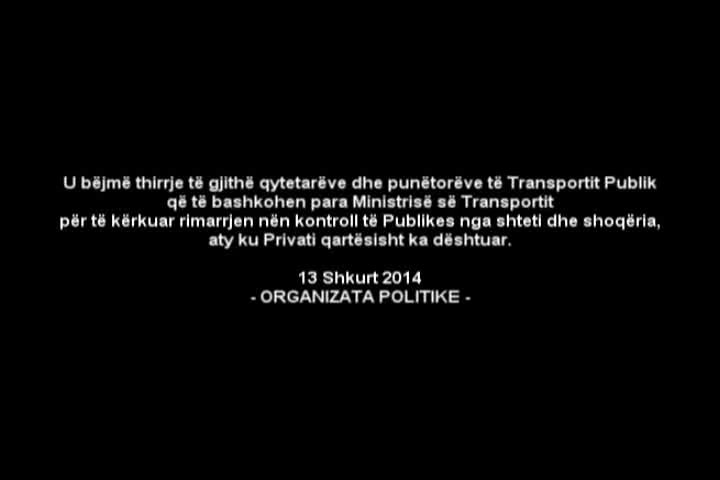 U bëjmë thirrje të gjithë qytetarëve dhe punëtorëve të Transportit Publik
që të bashkohen para Ministrisë së Transportit
për të kërkuar rimarrjen nën kontroll të Publikes nga shteti dhe shoqëria,
aty ku Privati qartësisht ka dështuar.
13 Shkurt 2014
- ORGANIZATA POLITIKE -